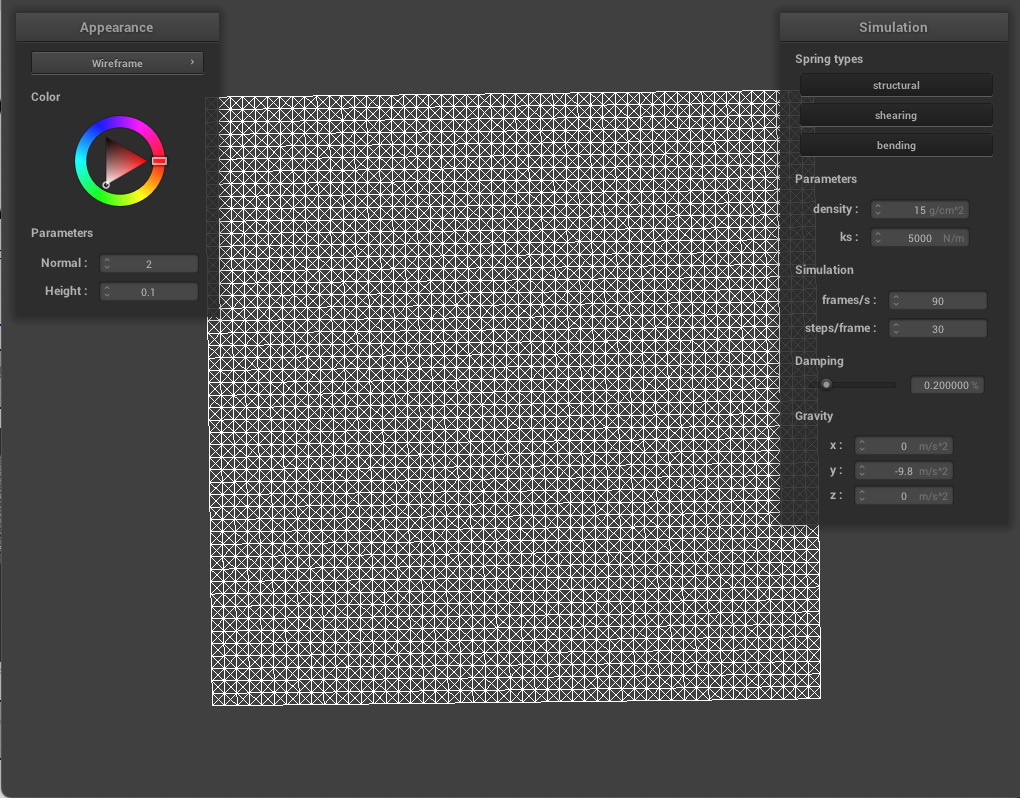 Appearance
Wireframe
Color
Parameters
Normal : 2
Height : 0.1
Simulation
Spring types
structural
shearing
bending
Parameters
density : 15 g/cm^2
ks : 5000 N/m
Simulation
frames/s : 90
steps/frame : 30
Damping
0.200000 %
Gravity
x : 0 m/s^2
y : -9.8 m/s^2
z : 0 m/s^2